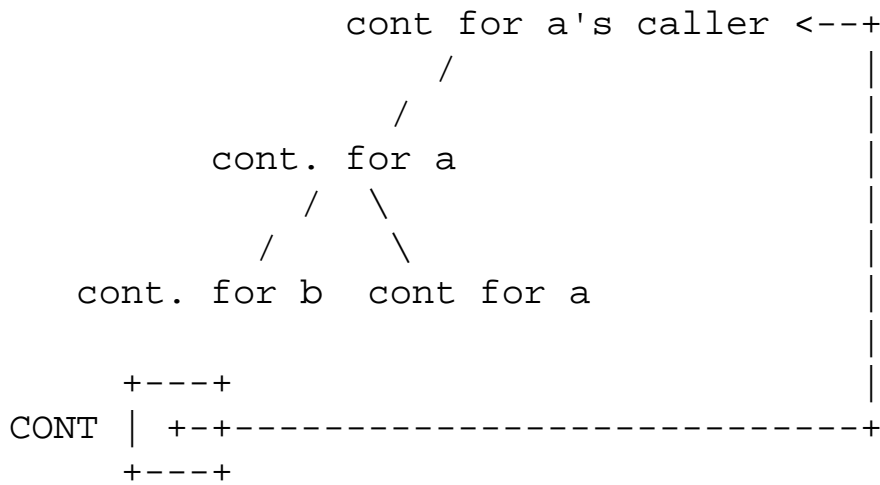 cont for a's caller <--+
/ |
/ |
cont. for a |
/ \ |
/ \ |
cont. for b cont for a |
|
+---+ |
CONT | +-+----------------------------+
+---+